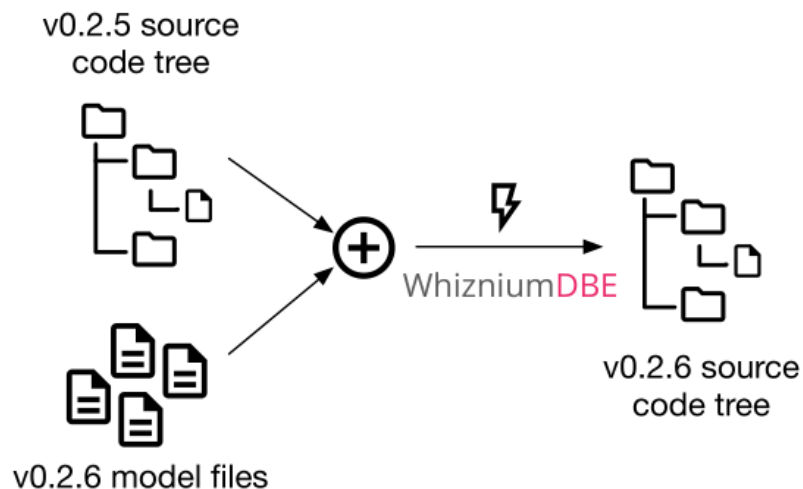 v0.2.5 source
code tree
WhizniumDBE
v0.2.6 source
code tree
v0.2.6 model files